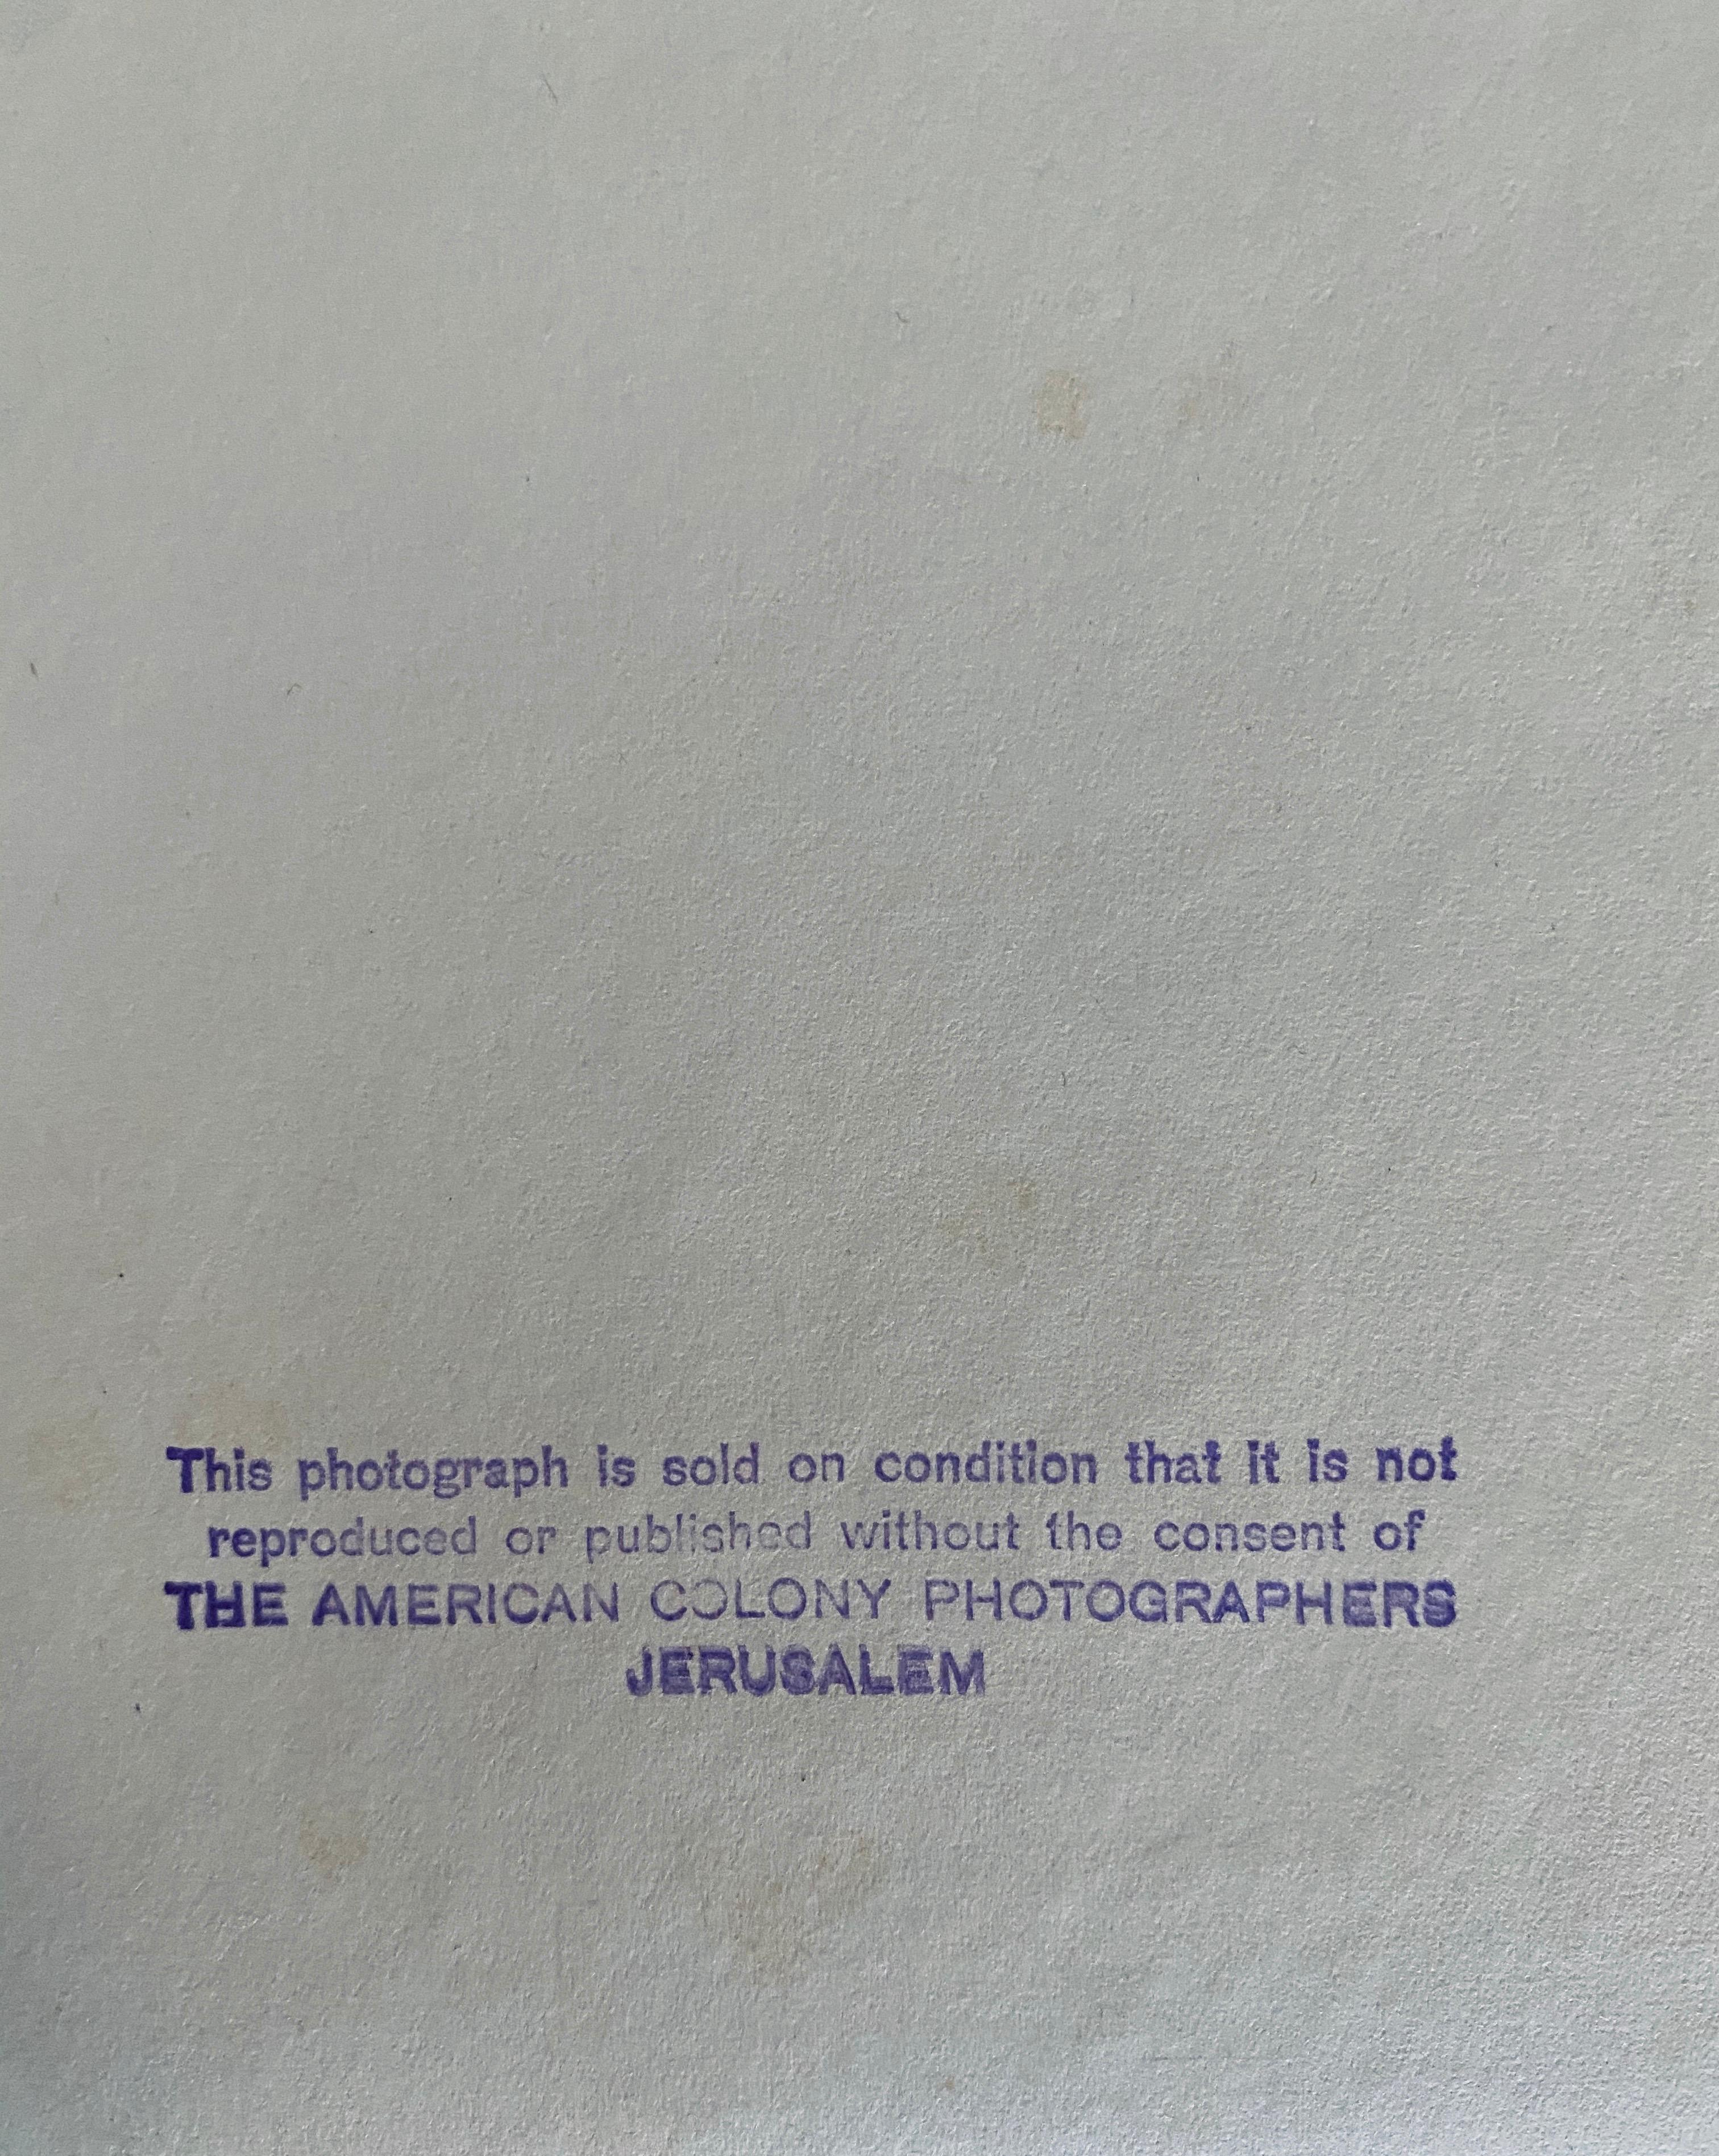 This photograph is sold on condition that it is not
reproduced or published without the consent of
THE AMERICAN COLONY PHOTOGRAPHERS
JERUSALEM